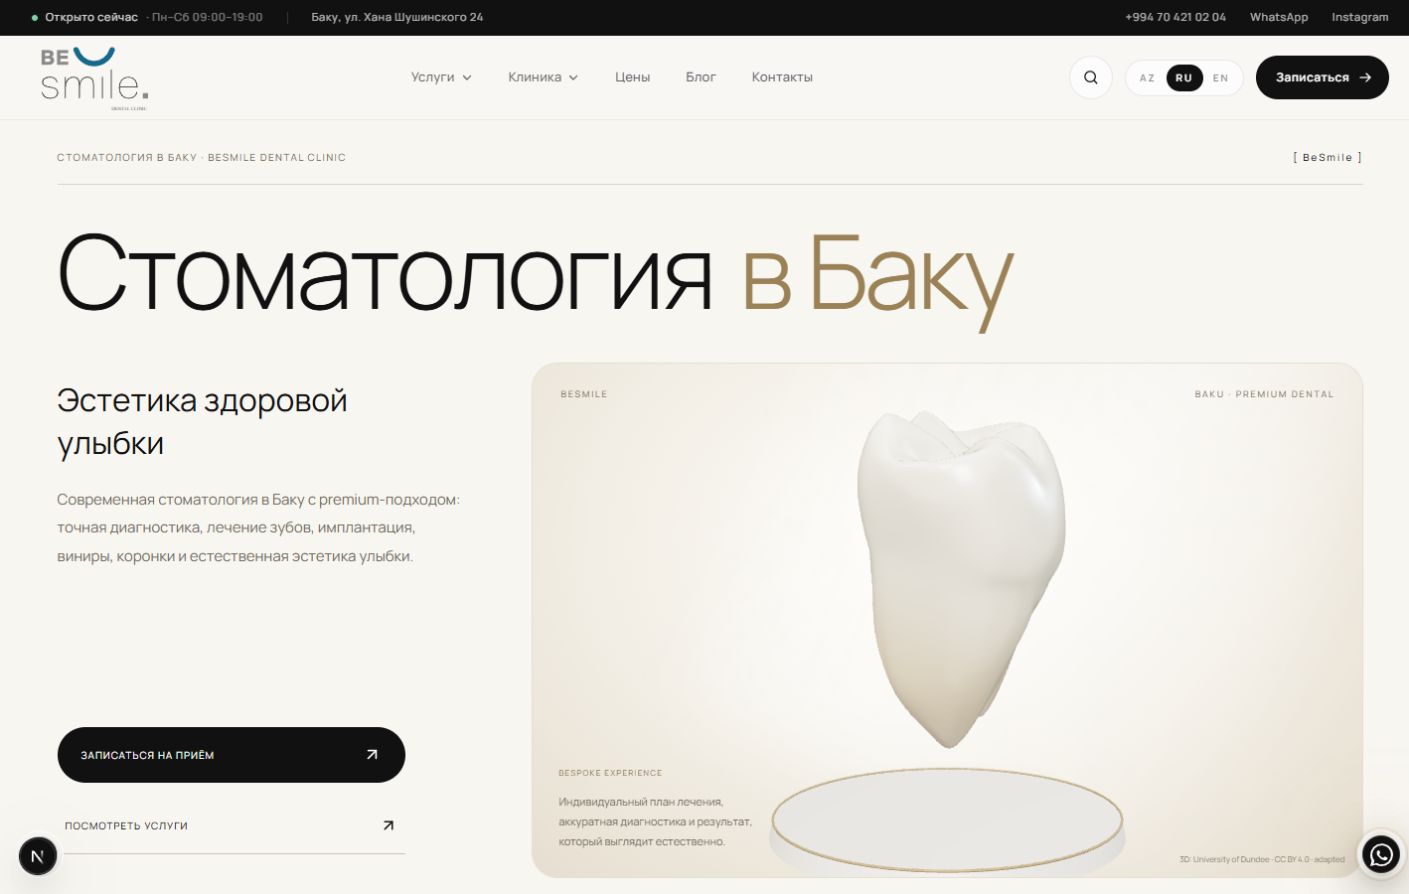 Открыто сейчас · Пн–Сб 09:00–19:00
Баку, ул. Хана Шушинского 24
+994 70 421 02 04
WhatsApp
Instagram
BE
smile.
DENTAL CLINIC
Услуги
Клиника
Цены
Блог
Контакты
AZ
RU
EN
Записаться →
СТОМАТОЛОГИЯ В БАКУ · BESMILE DENTAL CLINIC
[ BeSmile ]
Стоматология в Баку
Эстетика здоровой
улыбки
Современная стоматология в Баку с premium-подходом:
точная диагностика, лечение зубов, имплантация,
виниры, коронки и естественная эстетика улыбки.
ЗАПИСАТЬСЯ НА ПРИЁМ
ПОСМОТРЕТЬ УСЛУГИ
N
BESMILE
BAKU · PREMIUM DENTAL
BESPOKE EXPERIENCE
Индивидуальный план лечения,
аккуратная диагностика и результат,
который выглядит естественно.
3D: University of Dundee · CC BY 4.0 · adapted